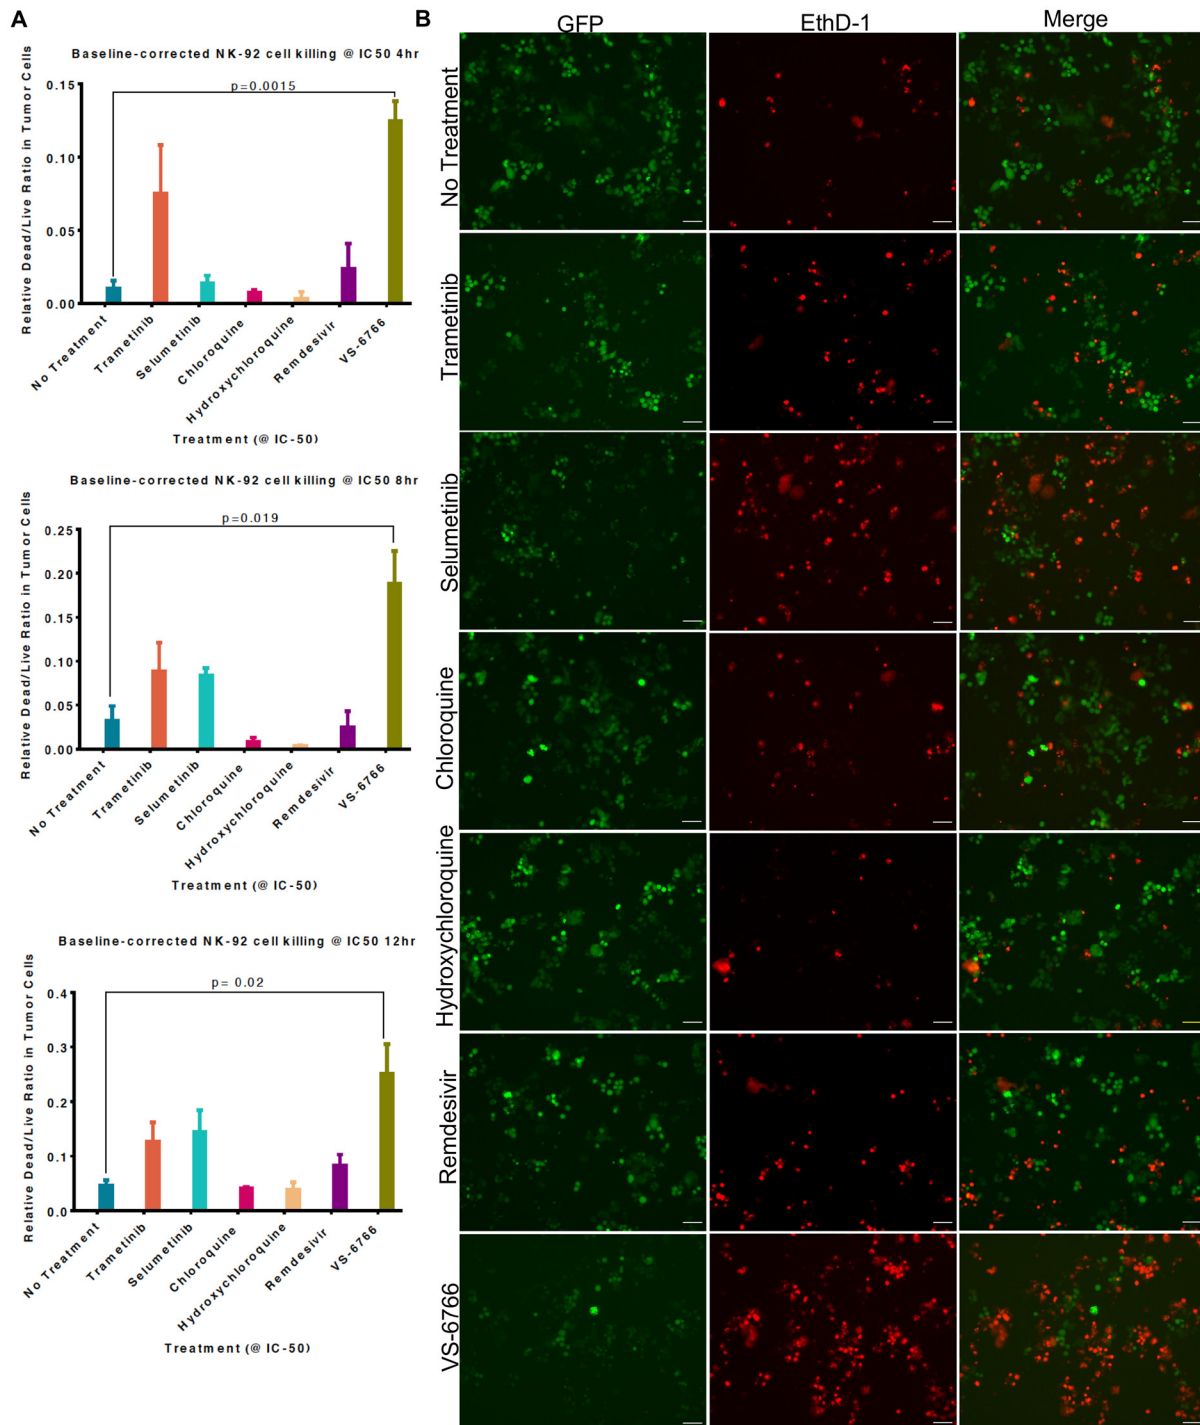 A
Baseline-corrected NK-92 cell killing @ IC50 4hr
Relative Dead/Live Ratio in Tumor Cells
p=0.0015
0.15
0.10
0.05
0.00
No Treatment
Trametinib
Selumetinib
Chloroquine
Hydroxychloroquine
Remdesivir
VS-6766
Treatment (@ IC-50)
Baseline-corrected NK-92 cell killing @ IC50 8hr
Relative Dead/Live Ratio in Tumor Cells
p=0.019
0.25
0.20
0.15
0.10
0.05
0.00
No Treatment
Trametinib
Selumetinib
Chloroquine
Hydroxychloroquine
Remdesivir
VS-6766
Treatment (@ IC-50)
Baseline-corrected NK-92 cell killing @ IC50 12hr
Relative Dead/Live Ratio in Tumor Cells
p= 0.02
0.4
0.3
0.2
0.1
0.0
No Treatment
Trametinib
Selumetinib
Chloroquine
Hydroxychloroquine
Remdesivir
VS-6766
Treatment (@ IC-50)
B
GFP
EthD-1
Merge
No Treatment
Trametinib
Selumetinib
Chloroquine
Hydroxychloroquine
Remdesivir
VS-6766